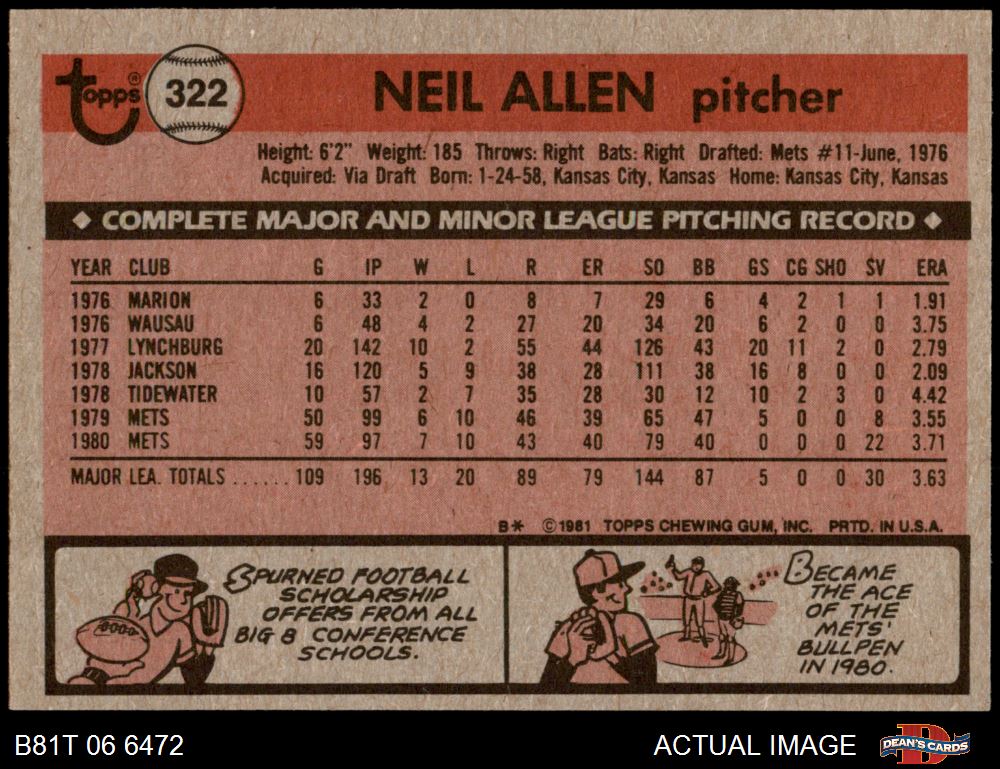 topps® 322 NEIL ALLEN pitcher
Height: 6'2" Weight: 185 Throws: Right Bats: Right Drafted: Mets #11-June, 1976
Acquired: Via Draft Born: 1-24-58, Kansas City, Kansas Home: Kansas City, Kansas
◆ COMPLETE MAJOR AND MINOR LEAGUE PITCHING RECORD ◆
YEAR CLUB G IP W L R ER SO BB GS CG SHO SV ERA
1976 MARION 6 33 2 0 8 7 29 6 4 2 1 1 1.91
1976 WAUSAU 6 48 4 2 27 20 34 20 6 2 0 0 3.75
1977 LYNCHBURG 20 142 10 2 55 44 126 43 20 11 2 0 2.79
1978 JACKSON 16 120 5 9 38 28 111 38 16 8 0 0 2.09
1978 TIDEWATER 10 57 2 7 35 28 30 12 10 2 3 0 4.42
1979 METS 50 99 6 10 46 39 65 47 5 0 0 8 3.55
1980 METS 59 97 7 10 43 40 79 40 0 0 0 22 3.71
MAJOR LEA. TOTALS ...... 109 196 13 20 89 79 144 87 5 0 0 30 3.63
B* ©1981 TOPPS CHEWING GUM, INC. PRTD. IN U.S.A.
SPURNED FOOTBALL
SCHOLARSHIP
OFFERS FROM ALL
BIG 8 CONFERENCE
SCHOOLS.
BECAME
THE ACE
OF THE
METS'
BULLPEN
IN 1980.
B81T 06 6472 ACTUAL IMAGE DEAN'S CARDS